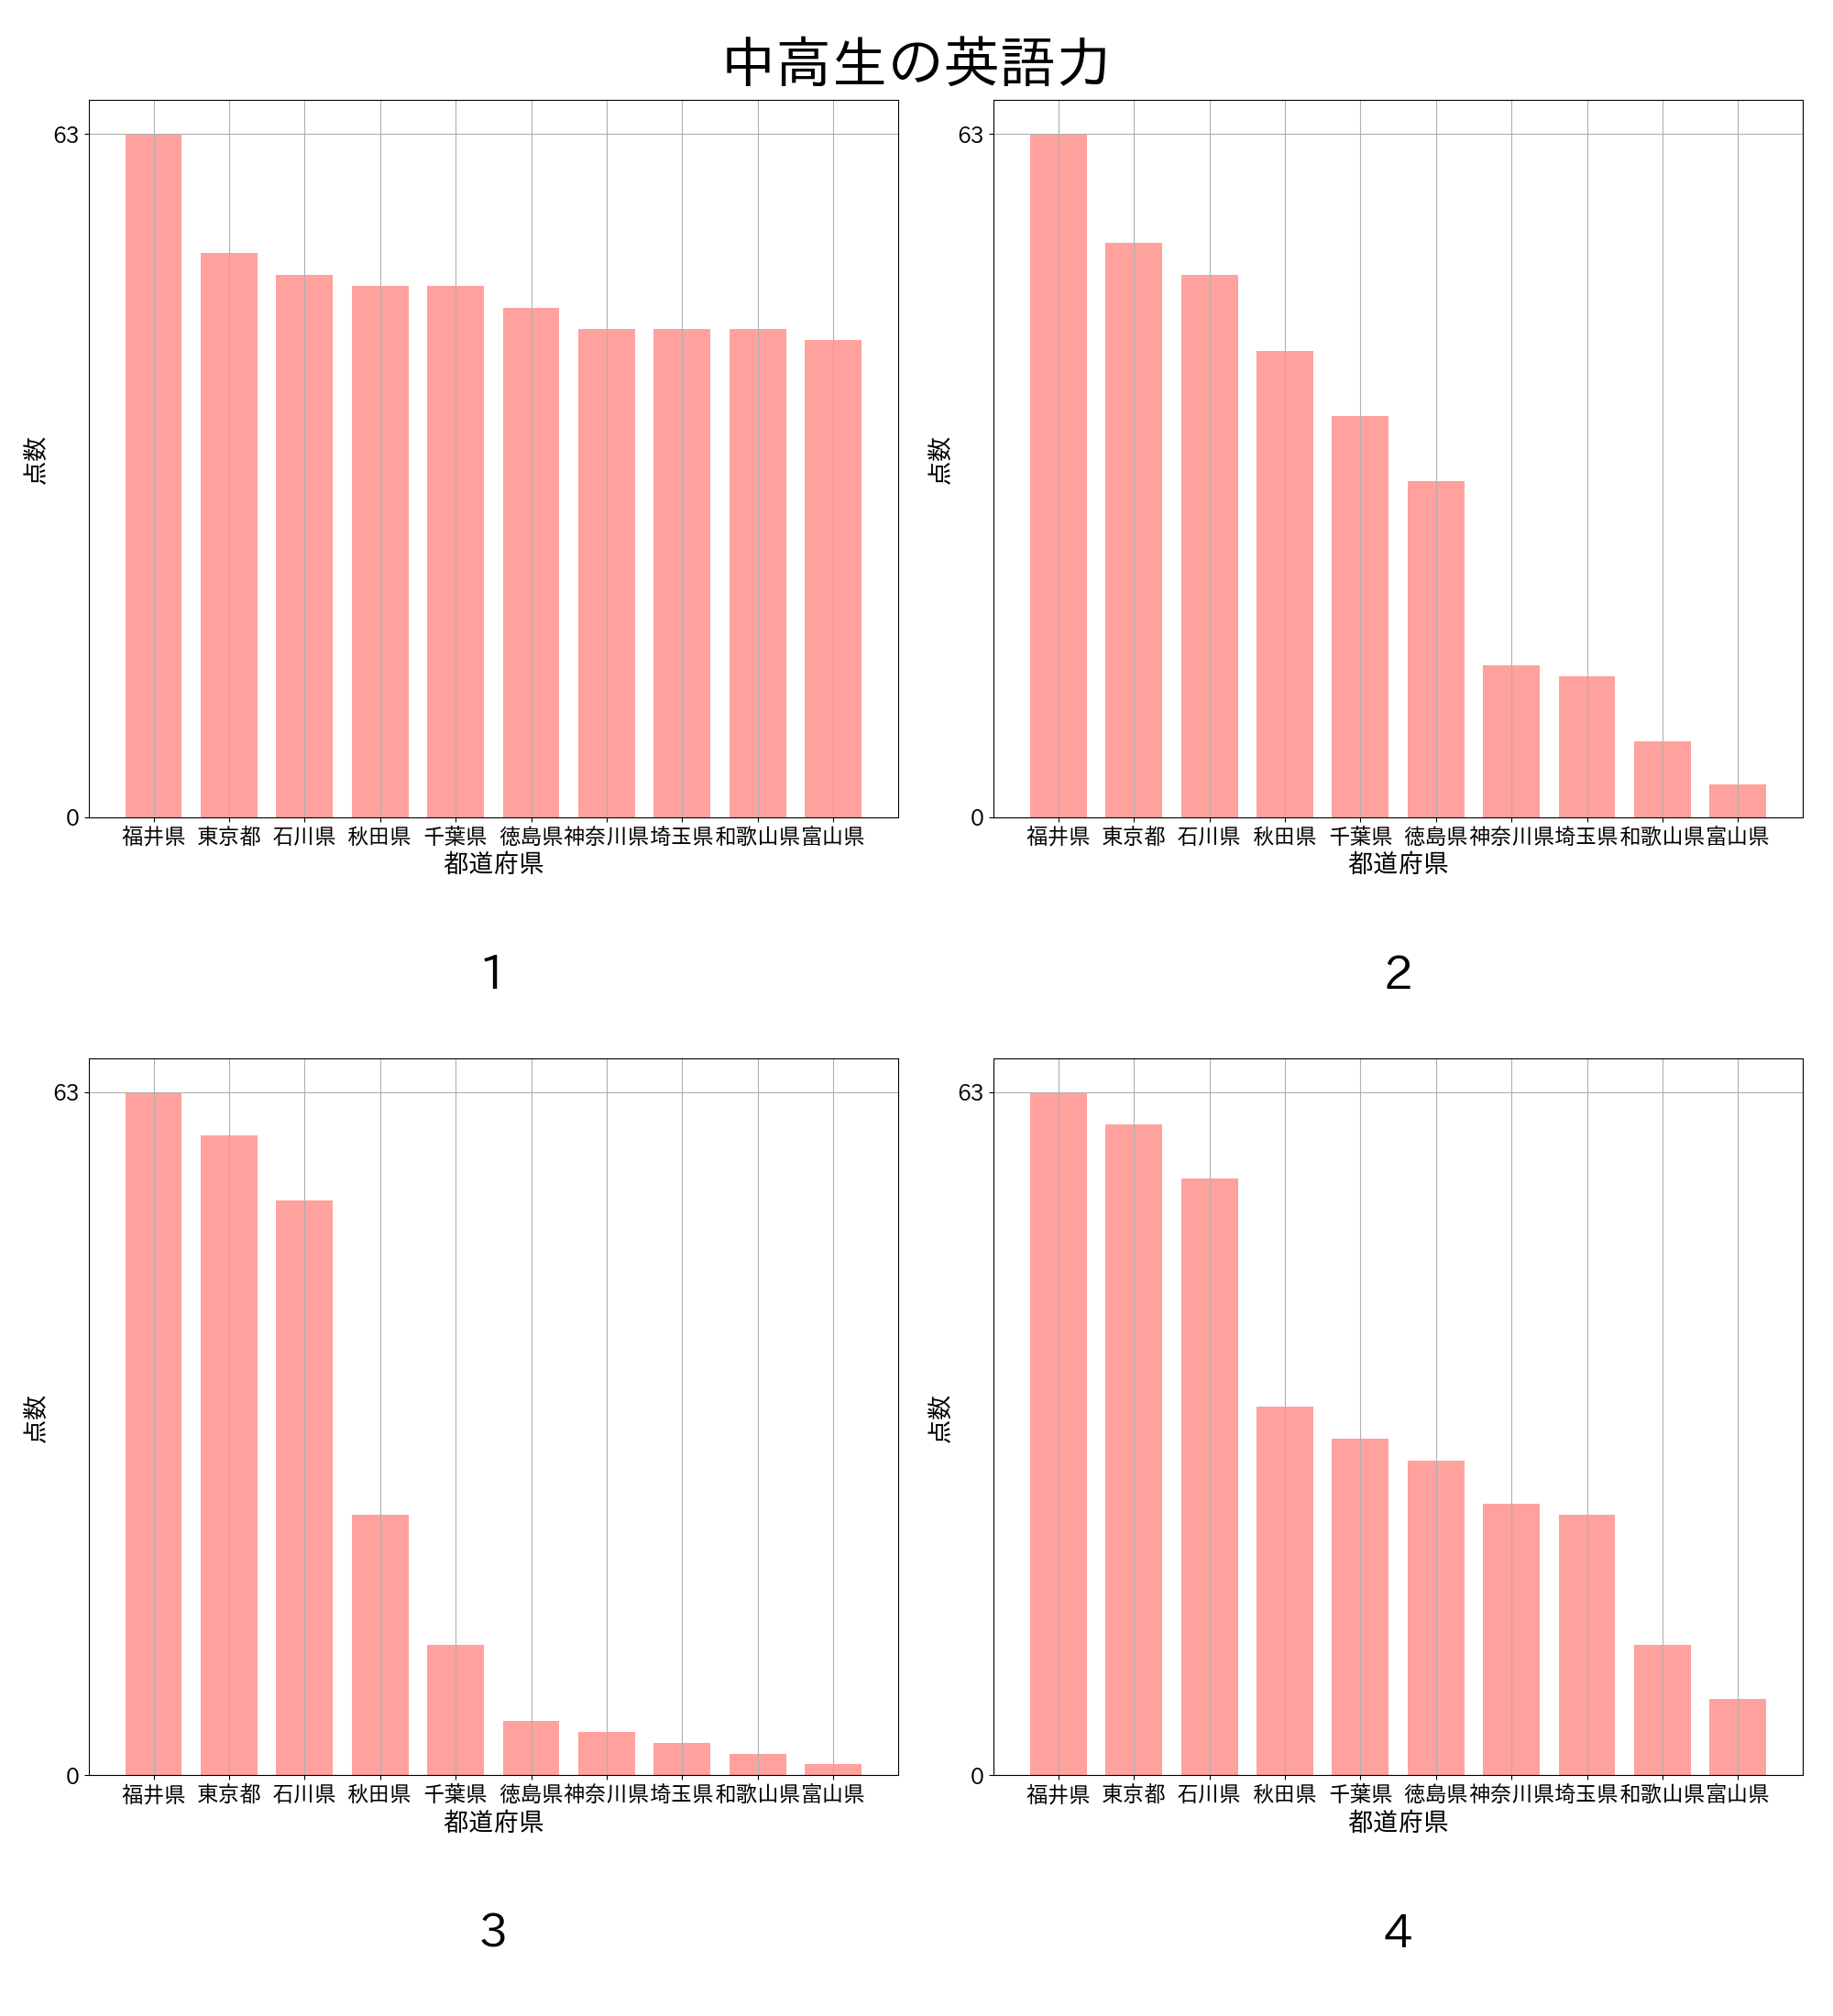 中高生の英語力
63
0
点数
福井県 東京都 石川県 秋田県 千葉県 徳島県 神奈川県 埼玉県 和歌山県 富山県
都道府県
1
63
0
点数
福井県 東京都 石川県 秋田県 千葉県 徳島県 神奈川県 埼玉県 和歌山県 富山県
都道府県
2
63
0
点数
福井県 東京都 石川県 秋田県 千葉県 徳島県 神奈川県 埼玉県 和歌山県 富山県
都道府県
3
63
0
点数
福井県 東京都 石川県 秋田県 千葉県 徳島県 神奈川県 埼玉県 和歌山県 富山県
都道府県
4